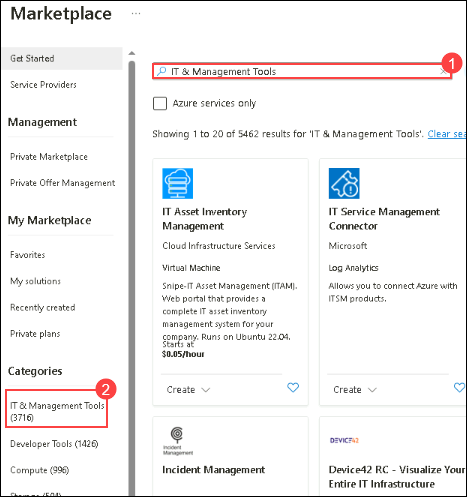 Marketplace ...
Get Started
Service Providers
Management
Private Marketplace
Private Offer Management
My Marketplace
Favorites
My solutions
Recently created
Private plans
Categories
2
IT & Management Tools
(3716)
Developer Tools (1426)
Compute (996)
Storage (504)
1
IT & Management Tools
Azure services only
Showing 1 to 20 of 5462 results for 'IT & Management Tools'. Clear sea
IT Asset Inventory
Management
Cloud Infrastructure Services
Virtual Machine
Snipe-IT Asset Management (ITAM).
Web portal that provides a
complete IT asset inventory
management system for your
company. Runs on Ubuntu 22.04.
Starts at
$0.05/hour
Create
IT Service Management
Connector
Microsoft
Log Analytics
Allows you to connect Azure with
ITSM products.
Create
Incident
Management
Incident Management
DEVICE42
Device42 RC - Visualize Your
Entire IT Infrastructure